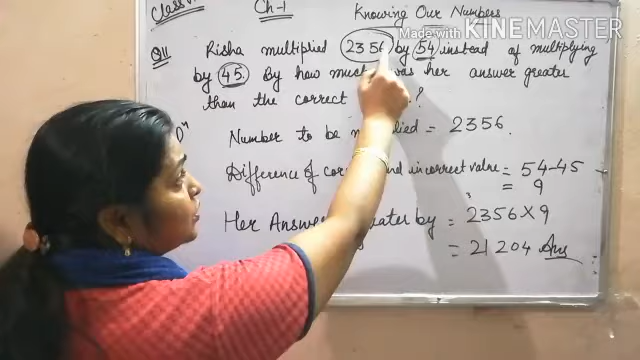 Class
Ch-1
Knowing Our Numbers
Made with KINEMASTER
Q11 Risha multiplied 2356 by 54 instead of multiplying
by 45. By how much was her answer greater
than the correct ?
Number to be = 2356.
Difference of and incorrect value = 54-45
= 9
Her Answer greater by = 2356×9
= 21204 Ans